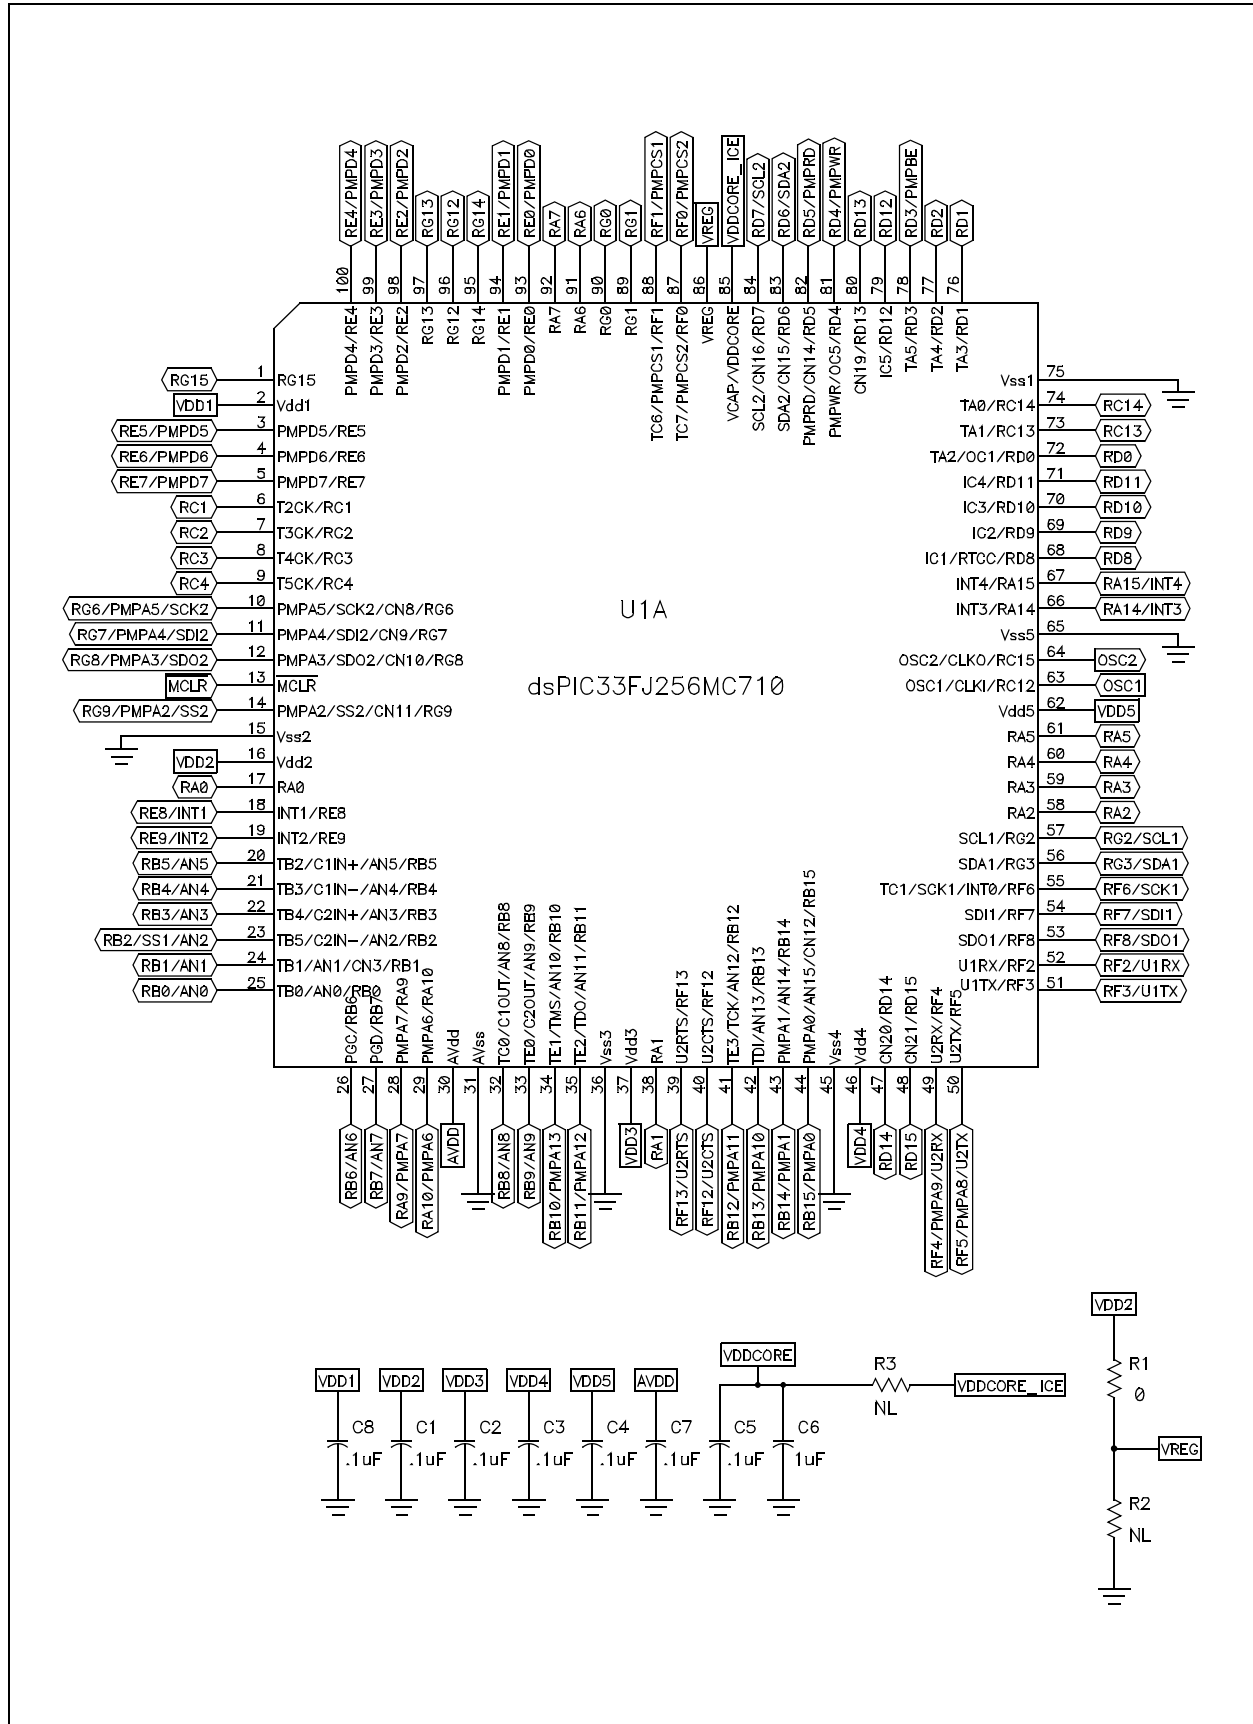 RE4/PMPD4
RE3/PMPD3
RE2/PMPD2
RG13
RG12
RG14
RE1/PMPD1
RE0/PMPD0
RA7
RA6
RG0
RG1
RF1/PMPCS1
RF0/PMPCS2
VREG
VDDCORE_ICE
RD7/SCL2
RD6/SDA2
RD5/PMPRD
RD4/PMPWR
RD13
RD12
RD3/PMPBE
RD2
RD1
100
99
98
97
96
95
94
93
92
91
90
89
88
87
86
85
84
83
82
81
80
79
78
77
76
PMPD4/RE4
PMPD3/RE3
PMPD2/RE2
RG13
RG12
RG14
PMPD1/RE1
PMPD0/RE0
RA7
RA6
RG0
RG1
TC6/PMPCS1/RF1
TC7/PMPCS2/RF0
VREG
VCAP/VDDCORE
SCL2/CN16/RD7
SDA2/CN15/RD6
PMPRD/CN14/RD5
PMPWR/OC5/RD4
CN19/RD13
IC5/RD12
TA5/RD3
TA4/RD2
TA3/RD1
RG15 1 RG15
VDD1 2 Vdd1
RE5/PMPD5 3 PMPD5/RE5
RE6/PMPD6 4 PMPD6/RE6
RE7/PMPD7 5 PMPD7/RE7
RC1 6 T2CK/RC1
RC2 7 T3CK/RC2
RC3 8 T4CK/RC3
RC4 9 T5CK/RC4
RG6/PMPA5/SCK2 10 PMPA5/SCK2/CN8/RG6
RG7/PMPA4/SDI2 11 PMPA4/SDI2/CN9/RG7
RG8/PMPA3/SDO2 12 PMPA3/SDO2/CN10/RG8
MCLR 13 MCLR
RG9/PMPA2/SS2 14 PMPA2/SS2/CN11/RG9
15 Vss2
VDD2 16 Vdd2
RA0 17 RA0
RE8/INT1 18 INT1/RE8
RE9/INT2 19 INT2/RE9
RB5/AN5 20 TB2/C1IN+/AN5/RB5
RB4/AN4 21 TB3/C1IN-/AN4/RB4
RB3/AN3 22 TB4/C2IN+/AN3/RB3
RB2/SS1/AN2 23 TB5/C2IN-/AN2/RB2
RB1/AN1 24 TB1/AN1/CN3/RB1
RB0/AN0 25 TB0/AN0/RB0
U1A
dsPIC33FJ256MC710
Vss1 75
TA0/RC14 74 RC14
TA1/RC13 73 RC13
TA2/OC1/RD0 72 RD0
IC4/RD11 71 RD11
IC3/RD10 70 RD10
IC2/RD9 69 RD9
IC1/RTCC/RD8 68 RD8
INT4/RA15 67 RA15/INT4
INT3/RA14 66 RA14/INT3
Vss5 65
OSC2/CLKO/RC15 64 OSC2
OSC1/CLKI/RC12 63 OSC1
Vdd5 62 VDD5
RA5 61 RA5
RA4 60 RA4
RA3 59 RA3
RA2 58 RA2
SCL1/RG2 57 RG2/SCL1
SDA1/RG3 56 RG3/SDA1
TC1/SCK1/INT0/RF6 55 RF6/SCK1
SDI1/RF7 54 RF7/SDI1
SDO1/RF8 53 RF8/SDO1
U1RX/RF2 52 RF2/U1RX
U1TX/RF3 51 RF3/U1TX
PGC/RB6
PGD/RB7
PMPA7/RA9
PMPA6/RA10
AVdd
AVss
TC0/C1OUT/AN8/RB8
TE0/C2OUT/AN9/RB9
TE1/TMS/AN10/RB10
TE2/TDO/AN11/RB11
Vss3
Vdd3
RA1
U2RTS/RF13
U2CTS/RF12
TE3/TCK/AN12/RB12
TDI/AN13/RB13
PMPA1/AN14/RB14
PMPA0/AN15/CN12/RB15
Vss4
Vdd4
CN20/RD14
CN21/RD15
U2RX/RF4
U2TX/RF5
26
27
28
29
30
31
32
33
34
35
36
37
38
39
40
41
42
43
44
45
46
47
48
49
50
RB6/AN6
RB7/AN7
RA9/PMPA7
RA10/PMPA6
AVDD
RB8/AN8
RB9/AN9
RB10/PMPA13
RB11/PMPA12
VDD3
RA1
RF13/U2RTS
RF12/U2CTS
RB12/PMPA11
RB13/PMPA10
RB14/PMPA1
RB15/PMPA0
VDD4
RD14
RD15
RF4/PMPA9/U2RX
RF5/PMPA8/U2TX
VDD1 VDD2 VDD3 VDD4 VDD5 AVDD VDDCORE
C8 C1 C2 C3 C4 C7 C5 C6
.1uF .1uF .1uF .1uF .1uF .1uF .1uF 1uF
R3
NL
VDDCORE_ICE
VDD2
R1
0
VREG
R2
NL